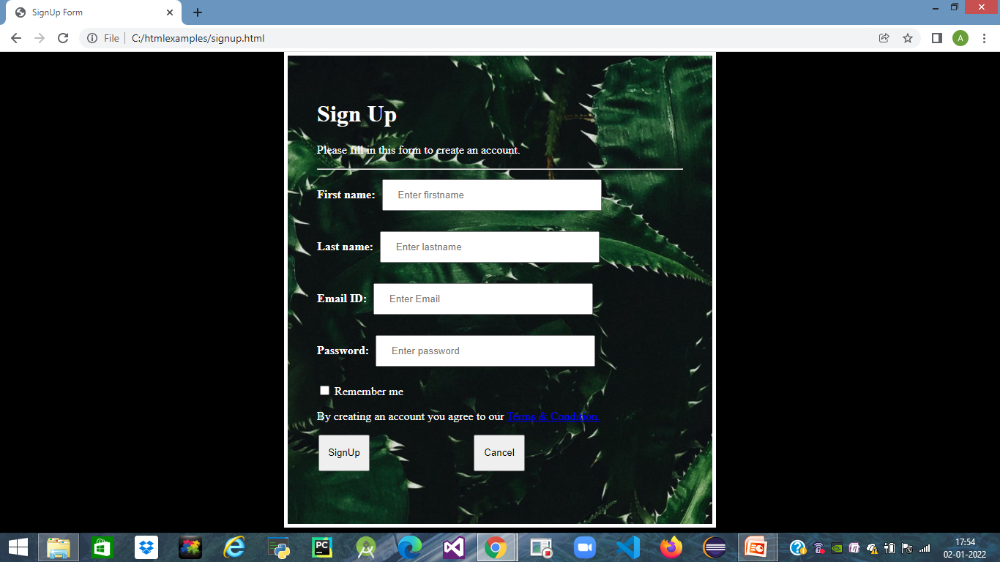 SignUp Form
File
C:/htmlexamples/signup.html
A
Sign Up
Please fill in this form to create an account.
First name: Enter firstname
Last name: Enter lastname
Email ID: Enter Email
Password: Enter password
Remember me
By creating an account you agree to our Terms & Condition
SignUp Cancel
PC
17:54
02-01-2022